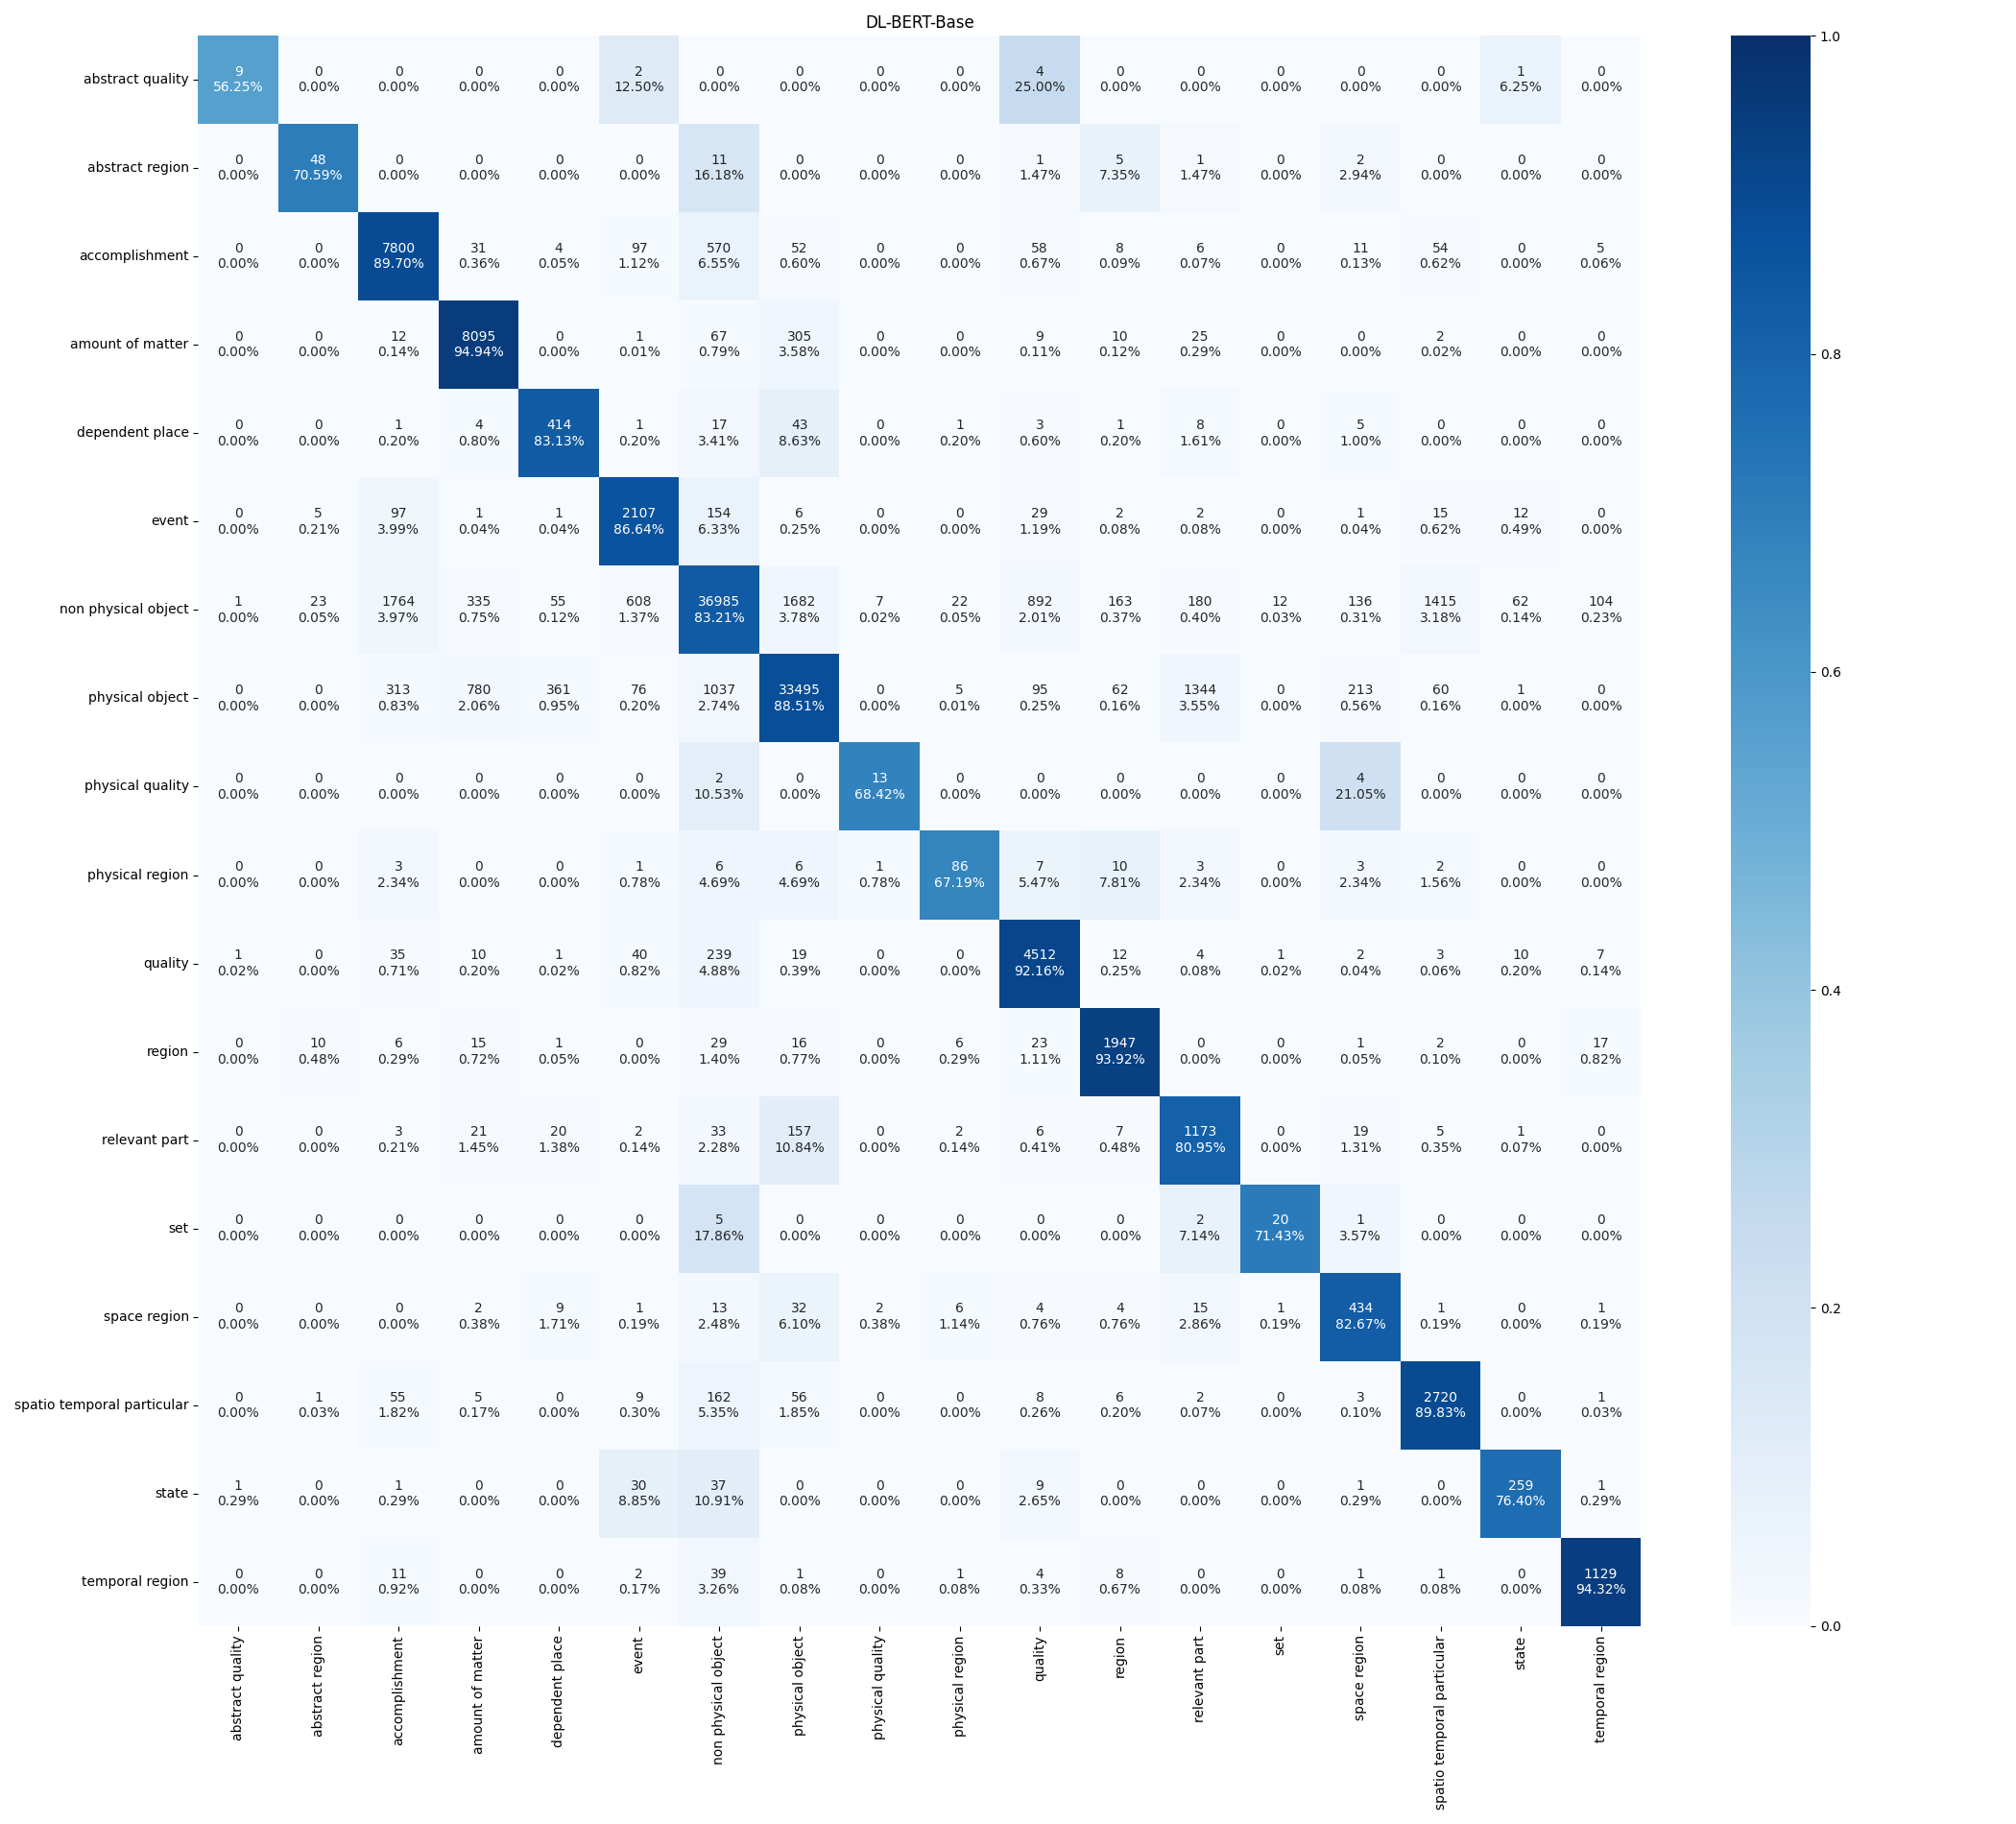 DL-BERT-Base
abstract quality
9 0 0 0 0 2 0 0 0 0 4 0 0 0 0 0 1 0
56.25% 0.00% 0.00% 0.00% 0.00% 12.50% 0.00% 0.00% 0.00% 0.00% 25.00% 0.00% 0.00% 0.00% 0.00% 0.00% 6.25% 0.00%
abstract region
0 48 0 0 0 0 11 0 0 0 1 5 1 0 2 0 0 0
0.00% 70.59% 0.00% 0.00% 0.00% 0.00% 16.18% 0.00% 0.00% 0.00% 1.47% 7.35% 1.47% 0.00% 2.94% 0.00% 0.00% 0.00%
accomplishment
0 0 7800 31 4 97 570 52 0 0 58 8 6 0 11 54 0 5
0.00% 0.00% 89.70% 0.36% 0.05% 1.12% 6.55% 0.60% 0.00% 0.00% 0.67% 0.09% 0.07% 0.00% 0.13% 0.62% 0.00% 0.06%
amount of matter
0 0 12 8095 0 1 67 305 0 0 9 10 25 0 0 2 0 0
0.00% 0.00% 0.14% 94.94% 0.00% 0.01% 0.79% 3.58% 0.00% 0.00% 0.11% 0.12% 0.29% 0.00% 0.00% 0.02% 0.00% 0.00%
dependent place
0 0 1 4 414 1 17 43 0 1 3 1 8 0 5 0 0 0
0.00% 0.00% 0.20% 0.80% 83.13% 0.20% 3.41% 8.63% 0.00% 0.20% 0.60% 0.20% 1.61% 0.00% 1.00% 0.00% 0.00% 0.00%
event
0 5 97 1 1 2107 154 6 0 0 29 2 2 0 1 15 12 0
0.00% 0.21% 3.99% 0.04% 0.04% 86.64% 6.33% 0.25% 0.00% 0.00% 1.19% 0.08% 0.08% 0.00% 0.04% 0.62% 0.49% 0.00%
non physical object
1 23 1764 335 55 608 36985 1682 7 22 892 163 180 12 136 1415 62 104
0.00% 0.05% 3.97% 0.75% 0.12% 1.37% 83.21% 3.78% 0.02% 0.05% 2.01% 0.37% 0.40% 0.03% 0.31% 3.18% 0.14% 0.23%
physical object
0 0 313 780 361 76 1037 33495 0 5 95 62 1344 0 213 60 1 0
0.00% 0.00% 0.83% 2.06% 0.95% 0.20% 2.74% 88.51% 0.00% 0.01% 0.25% 0.16% 3.55% 0.00% 0.56% 0.16% 0.00% 0.00%
physical quality
0 0 0 0 0 0 2 0 13 0 0 0 0 0 4 0 0 0
0.00% 0.00% 0.00% 0.00% 0.00% 0.00% 10.53% 0.00% 68.42% 0.00% 0.00% 0.00% 0.00% 0.00% 21.05% 0.00% 0.00% 0.00%
physical region
0 0 3 0 0 1 6 6 1 86 7 10 3 0 3 2 0 0
0.00% 0.00% 2.34% 0.00% 0.00% 0.78% 4.69% 4.69% 0.78% 67.19% 5.47% 7.81% 2.34% 0.00% 2.34% 1.56% 0.00% 0.00%
quality
1 0 35 10 1 40 239 19 0 0 4512 12 4 1 2 3 10 7
0.02% 0.00% 0.71% 0.20% 0.02% 0.82% 4.88% 0.39% 0.00% 0.00% 92.16% 0.25% 0.08% 0.02% 0.04% 0.06% 0.20% 0.14%
region
0 10 6 15 1 0 29 16 0 6 23 1947 0 0 1 2 0 17
0.00% 0.48% 0.29% 0.72% 0.05% 0.00% 1.40% 0.77% 0.00% 0.29% 1.11% 93.92% 0.00% 0.00% 0.05% 0.10% 0.00% 0.82%
relevant part
0 0 3 21 20 2 33 157 0 2 6 7 1173 0 19 5 1 0
0.00% 0.00% 0.21% 1.45% 1.38% 0.14% 2.28% 10.84% 0.00% 0.14% 0.41% 0.48% 80.95% 0.00% 1.31% 0.35% 0.07% 0.00%
set
0 0 0 0 0 0 5 0 0 0 0 0 2 20 1 0 0 0
0.00% 0.00% 0.00% 0.00% 0.00% 0.00% 17.86% 0.00% 0.00% 0.00% 0.00% 0.00% 7.14% 71.43% 3.57% 0.00% 0.00% 0.00%
space region
0 0 0 2 9 1 13 32 2 6 4 4 15 1 434 1 0 1
0.00% 0.00% 0.00% 0.38% 1.71% 0.19% 2.48% 6.10% 0.38% 1.14% 0.76% 0.76% 2.86% 0.19% 82.67% 0.19% 0.00% 0.19%
spatio temporal particular
0 1 55 5 0 9 162 56 0 0 8 6 2 0 3 2720 0 1
0.00% 0.03% 1.82% 0.17% 0.00% 0.30% 5.35% 1.85% 0.00% 0.00% 0.26% 0.20% 0.07% 0.00% 0.10% 89.83% 0.00% 0.03%
state
1 0 1 0 0 30 37 0 0 0 9 0 0 0 1 0 259 1
0.29% 0.00% 0.29% 0.00% 0.00% 8.85% 10.91% 0.00% 0.00% 0.00% 2.65% 0.00% 0.00% 0.00% 0.29% 0.00% 76.40% 0.29%
temporal region
0 0 11 0 0 2 39 1 0 1 4 8 0 0 1 1 0 1129
0.00% 0.00% 0.92% 0.00% 0.00% 0.17% 3.26% 0.08% 0.00% 0.08% 0.33% 0.67% 0.00% 0.00% 0.08% 0.08% 0.00% 94.32%
abstract quality
abstract region
accomplishment
amount of matter
dependent place
event
non physical object
physical object
physical quality
physical region
quality
region
relevant part
set
space region
spatio temporal particular
state
temporal region
1.0
0.8
0.6
0.4
0.2
0.0